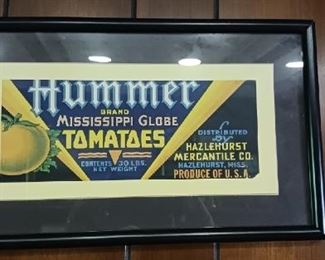 Hummer
BRAND
MISSISSIPPI GLOBE
TOMATOES
CONTENTS 30 LBS.
NET WEIGHT
DISTRIBUTED
By
HAZLEHURST
MERCANTILE CO.
HAZLEHURST, MISS.
PRODUCE OF U.S.A.